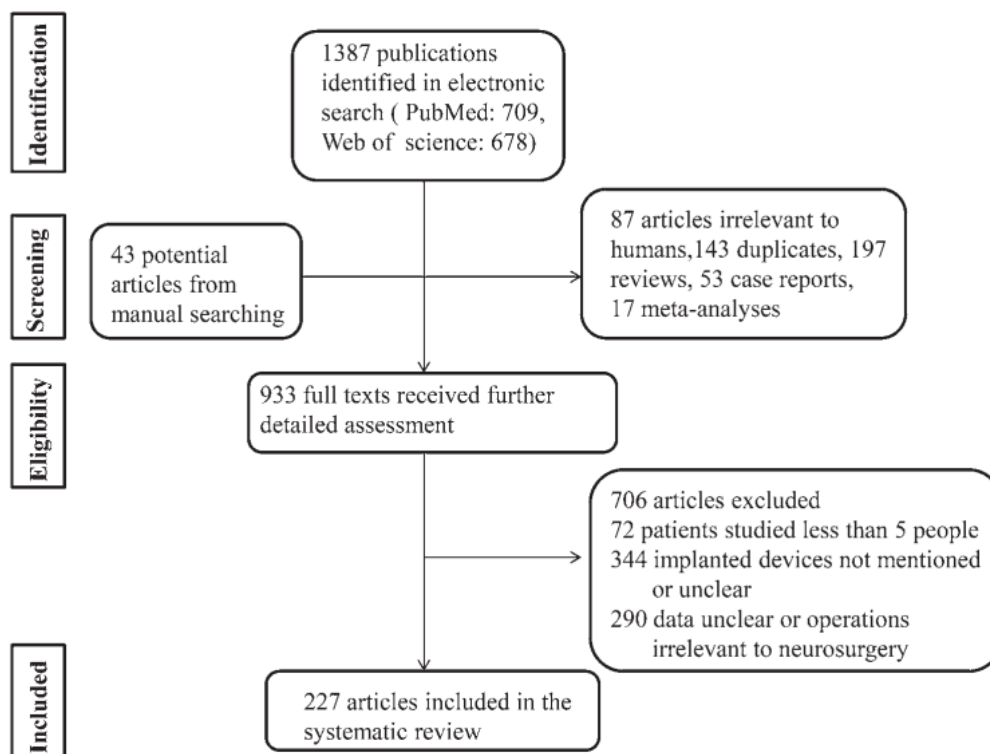 Identification
1387 publications
identified in electronic
search ( PubMed: 709,
Web of science: 678)
Screening
43 potential
articles from
manual searching
87 articles irrelevant to
humans,143 duplicates, 197
reviews, 53 case reports,
17 meta-analyses
Eligibility
933 full texts received further
detailed assessment
706 articles excluded
72 patients studied less than 5 people
344 implanted devices not mentioned
or unclear
290 data unclear or operations
irrelevant to neurosurgery
Included
227 articles included in the
systematic review